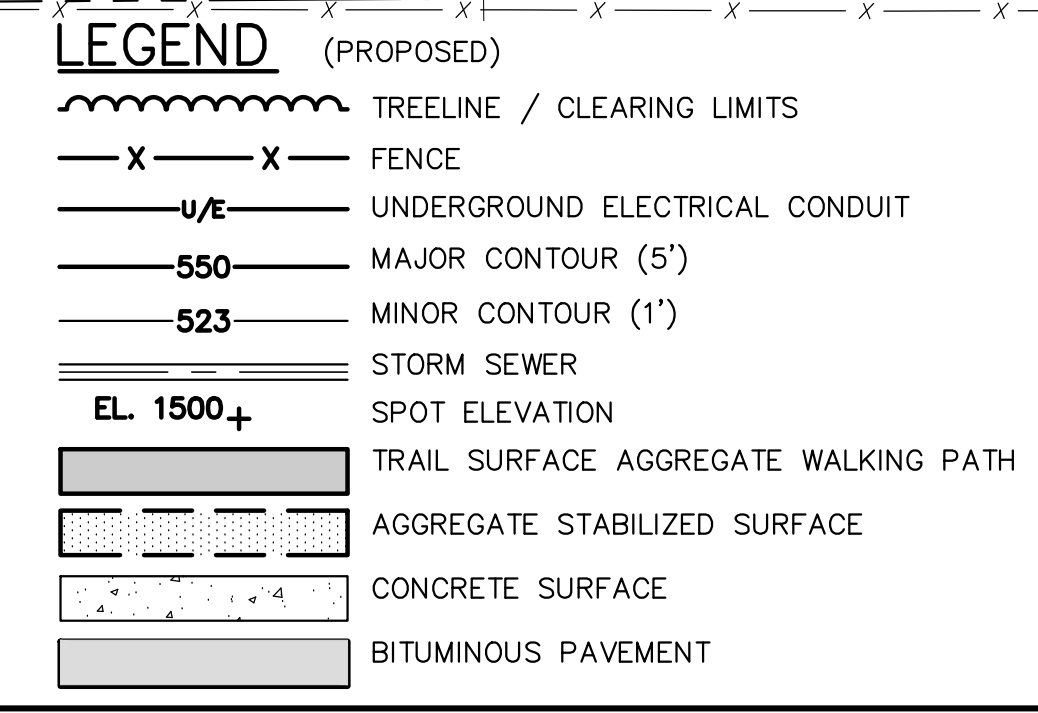 X X X X X X X X
LEGEND (PROPOSED)
TREELINE / CLEARING LIMITS
X X FENCE
U/E UNDERGROUND ELECTRICAL CONDUIT
550 MAJOR CONTOUR (5')
523 MINOR CONTOUR (1')
STORM SEWER
EL. 1500+ SPOT ELEVATION
TRAIL SURFACE AGGREGATE WALKING PATH
AGGREGATE STABILIZED SURFACE
CONCRETE SURFACE
BITUMINOUS PAVEMENT